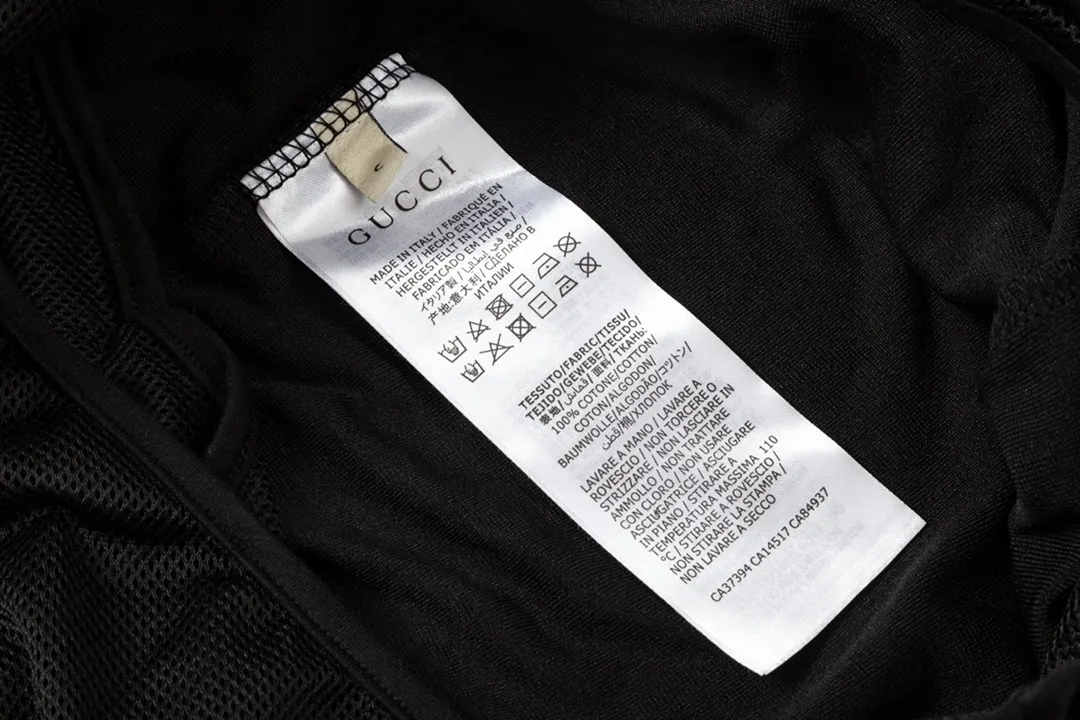 GUCCI
MADE IN ITALY / FABRIQUÉ EN
ITALIE / HECHO EN ITALIA /
HERGESTELLT IN ITALIEN /
FABRICADO EM ITÁLIA /
イタリア製 / صنع في إيطاليا /
产地:意大利 / СДЕЛАНО В
ИТАЛИИ
TESSUTO/FABRIC/TISSU/
TEJIDO/GEWEBE/TECIDO/
表地/قماش/面料/ТКАНЬ:
100% COTONE/COTTON/
COTON/ALGODON/
BAUMWOLLE/ALGODÃO/コットン/
قطن/棉/ХЛОПОК
LAVARE A MANO / LAVARE A
ROVESCIO / NON TORCERE O
STRIZZARE / NON LASCIARE IN
AMMOLLO / NON TRATTARE
CON CLORO / NON USARE
ASCIUGATRICE / ASCIUGARE
IN PIANO / STIRARE A
TEMPERATURA MASSIMA 110
°C / STIRARE A ROVESCIO /
NON STIRARE LA STAMPA /
NON LAVARE A SECCO
CA37394 CA14517 CA84937